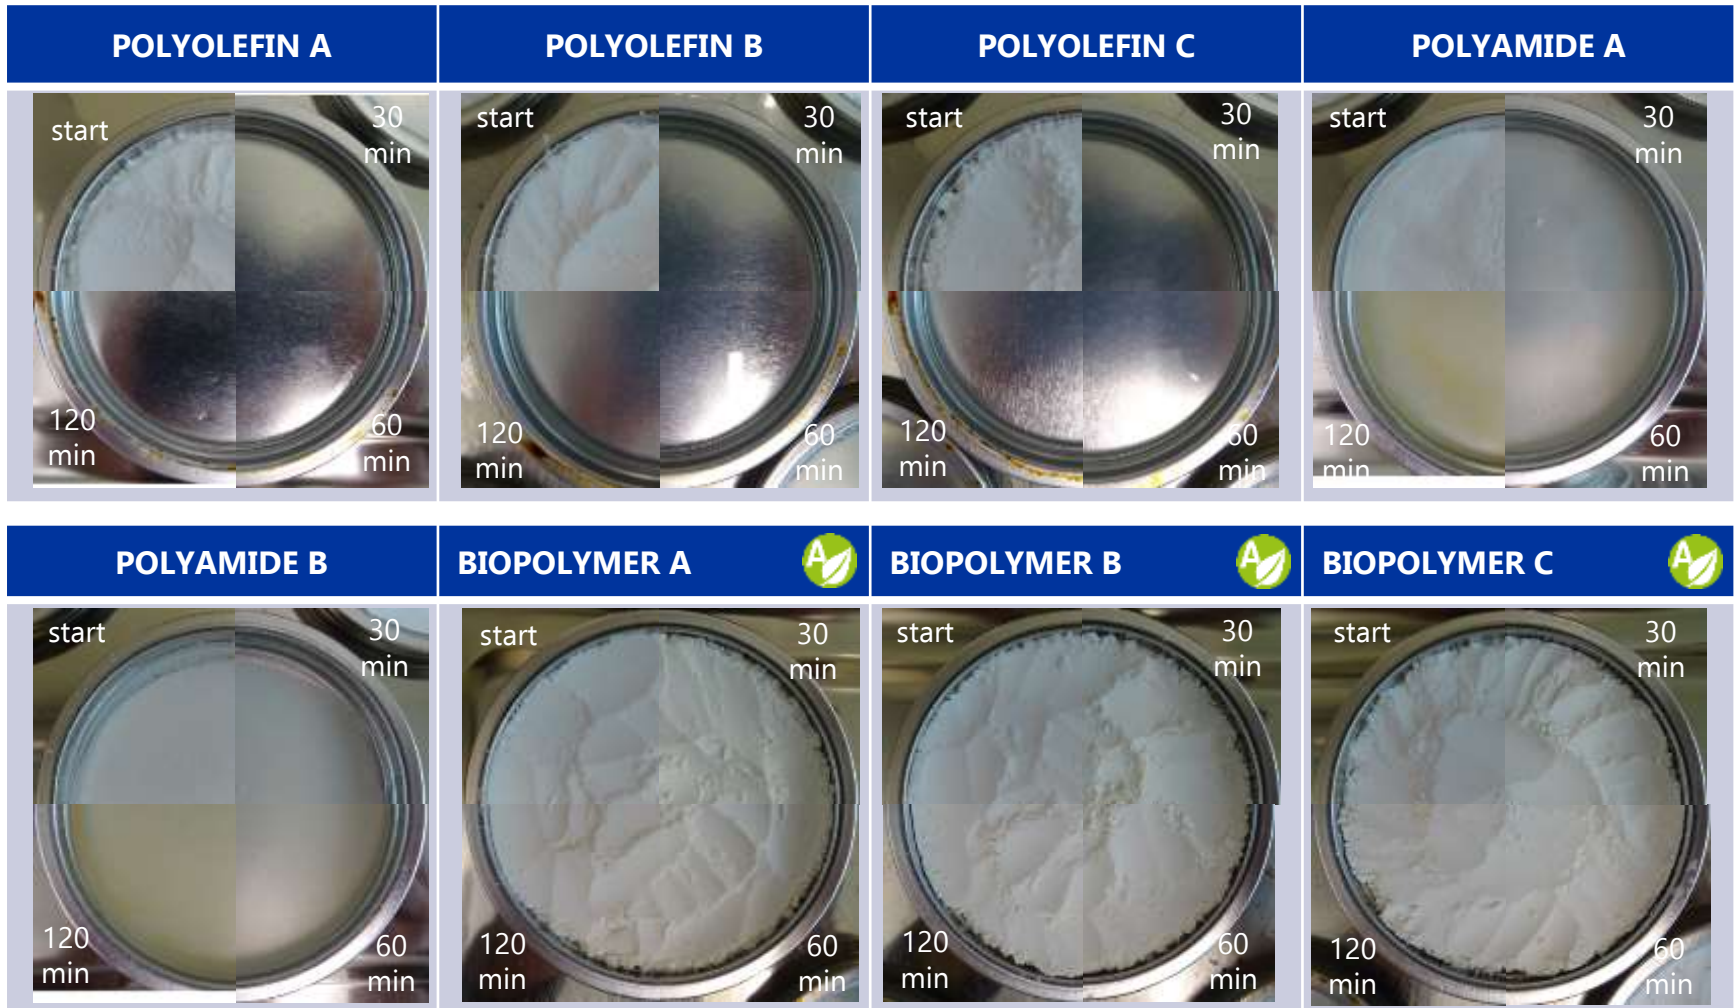 POLYOLEFIN A
POLYOLEFIN B
POLYOLEFIN C
POLYAMIDE A
start
30
min
120
min
60
min
start
30
min
120
min
60
min
start
30
min
120
min
60
min
start
30
min
120
min
60
min
POLYAMIDE B
BIOPOLYMER A
A
BIOPOLYMER B
A
BIOPOLYMER C
A
start
30
min
120
min
60
min
start
30
min
120
min
60
min
start
30
min
120
min
60
min
start
30
min
120
min
60
min